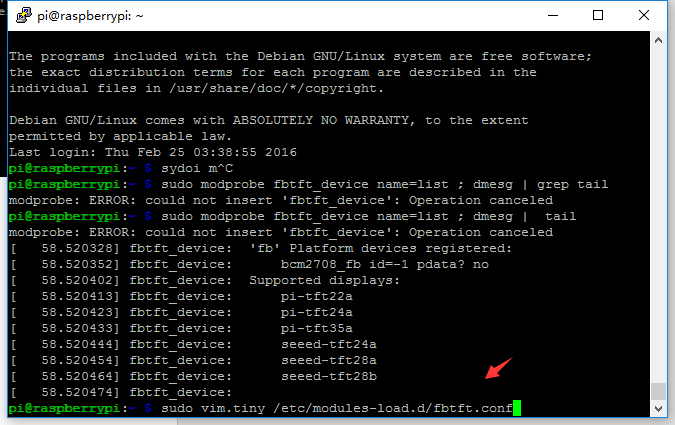 pi@raspberrypi: ~
The programs included with the Debian GNU/Linux system are free software;
the exact distribution terms for each program are described in the
individual files in /usr/share/doc/*/copyright.
Debian GNU/Linux comes with ABSOLUTELY NO WARRANTY, to the extent
permitted by applicable law.
Last login: Thu Feb 25 03:38:55 2016
pi@raspberrypi:~ $ sydoi m^C
pi@raspberrypi:~ $ sudo modprobe fbtft_device name=list ; dmesg | grep tail
modprobe: ERROR: could not insert 'fbtft_device': Operation canceled
pi@raspberrypi:~ $ sudo modprobe fbtft_device name=list ; dmesg |  tail
modprobe: ERROR: could not insert 'fbtft_device': Operation canceled
[   58.520328] fbtft_device:  'fb' Platform devices registered:
[   58.520352] fbtft_device:      bcm2708_fb id=-1 pdata? no
[   58.520402] fbtft_device:  Supported displays:
[   58.520413] fbtft_device:      pi-tft22a
[   58.520423] fbtft_device:      pi-tft24a
[   58.520433] fbtft_device:      pi-tft35a
[   58.520444] fbtft_device:      seeed-tft24a
[   58.520454] fbtft_device:      seeed-tft28a
[   58.520464] fbtft_device:      seeed-tft28b
[   58.520474] fbtft_device:
pi@raspberrypi:~ $ sudo vim.tiny /etc/modules-load.d/fbtft.conf